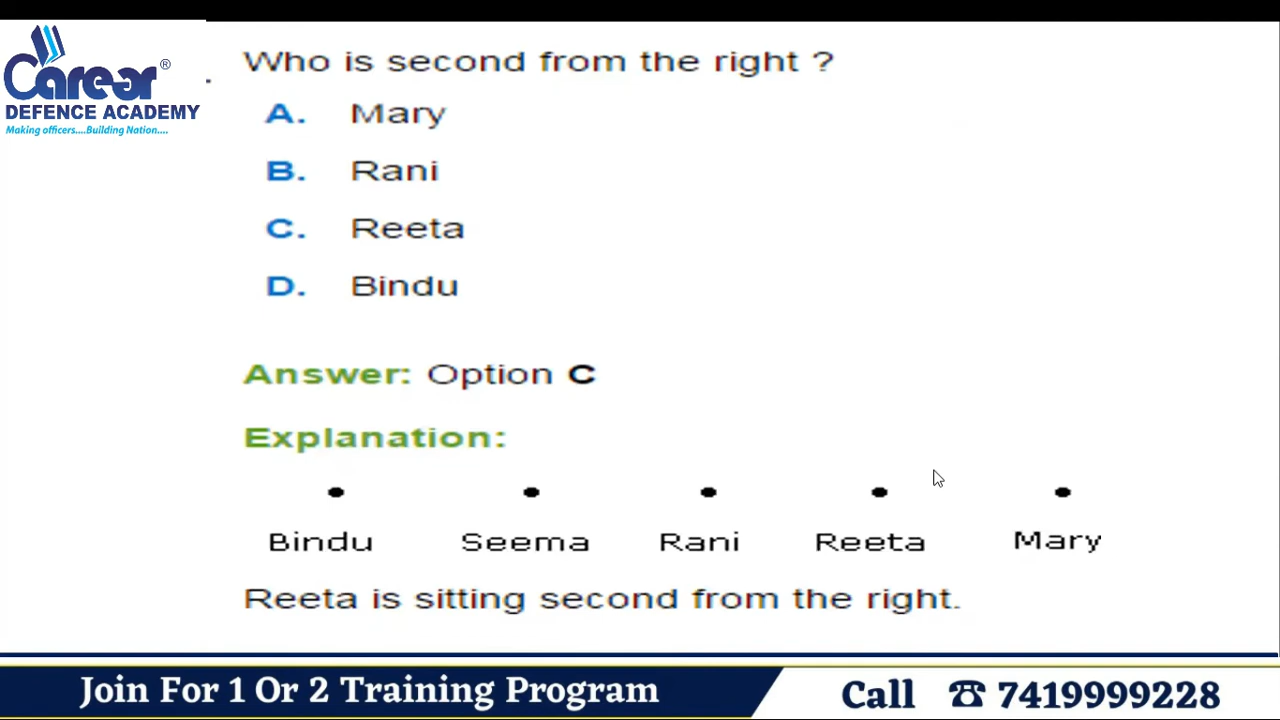 Carear®
DEFENCE ACADEMY
Making officers....Building Nation....
Who is second from the right ?
A. Mary
B. Rani
C. Reeta
D. Bindu
Answer: Option C
Explanation:
Bindu Seema Rani Reeta Mary
Reeta is sitting second from the right.
Join For 1 Or 2 Training Program Call ☎ 7419999228